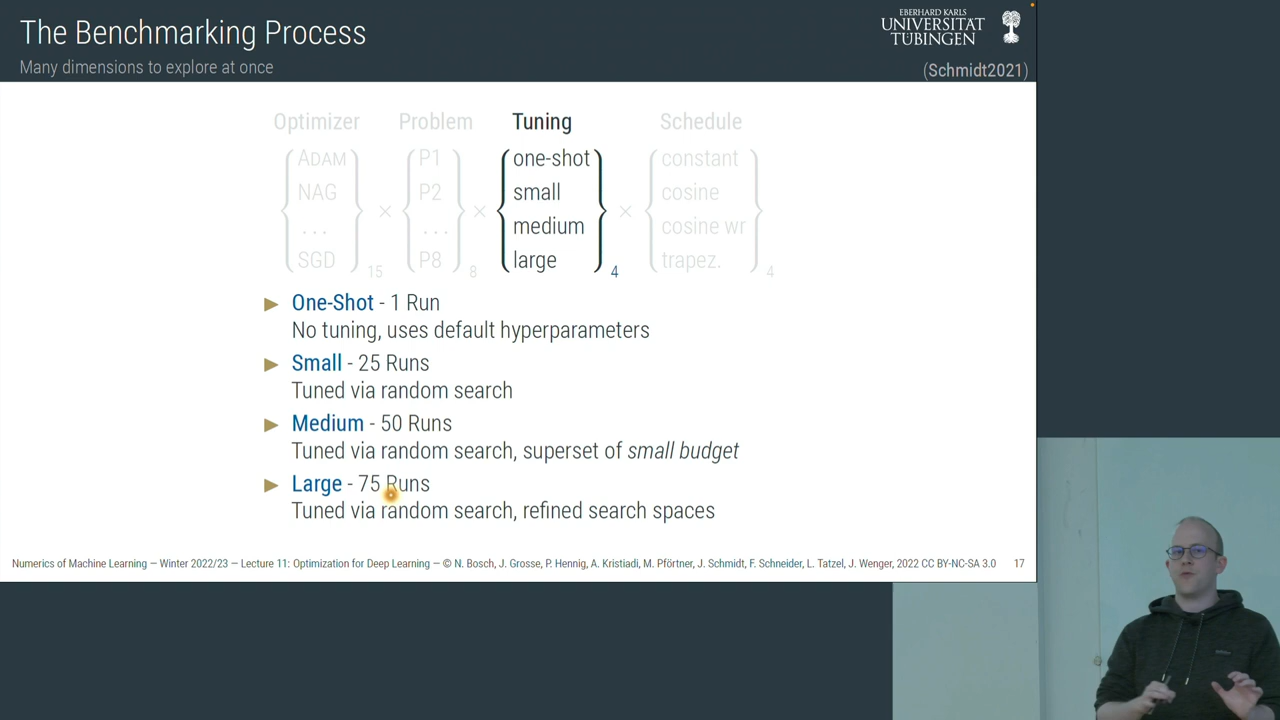 The Benchmarking Process
Many dimensions to explore at once
EBERHARD KARLS
UNIVERSITÄT
TÜBINGEN
(Schmidt2021)
Optimizer Problem Tuning Schedule
ADAM P1 one-shot constant
NAG × P2 × small × cosine
... ... medium cosine wr
SGD 15 P8 8 large 4 trapez. 4
▶ One-Shot - 1 Run
No tuning, uses default hyperparameters
▶ Small - 25 Runs
Tuned via random search
▶ Medium - 50 Runs
Tuned via random search, superset of small budget
▶ Large - 75 Runs
Tuned via random search, refined search spaces
Numerics of Machine Learning — Winter 2022/23 — Lecture 11: Optimization for Deep Learning — © N. Bosch, J. Grosse, P. Hennig, A. Kristiadi, M. Pförtner, J. Schmidt, F. Schneider, L. Tatzel, J. Wenger, 2022 CC BY-NC-SA 3.0 17